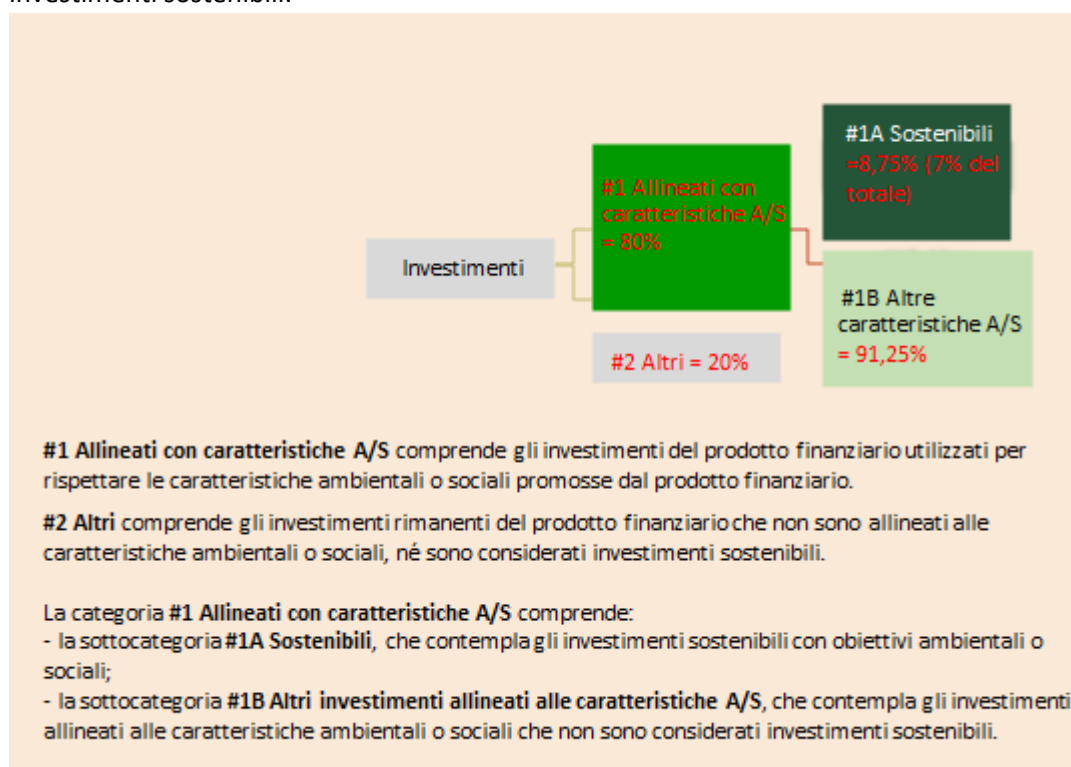 investimenti sostenibili.
#1A Sostenibili
=8,75% (7% del
totale)
#1 Allineati con
caratteristiche A/S
= 80%
Investimenti
#1B Altre
caratteristiche A/S
= 91,25%
#2 Altri = 20%
#1 Allineati con caratteristiche A/S comprende gli investimenti del prodotto finanziario utilizzati per
rispettare le caratteristiche ambientali o sociali promosse dal prodotto finanziario.
#2 Altri comprende gli investimenti rimanenti del prodotto finanziario che non sono allineati alle
caratteristiche ambientali o sociali, né sono considerati investimenti sostenibili.
La categoria #1 Allineati con caratteristiche A/S comprende:
- la sottocategoria #1A Sostenibili, che contempla gli investimenti sostenibili con obiettivi ambientali o
sociali;
- la sottocategoria #1B Altri investimenti allineati alle caratteristiche A/S, che contempla gli investimenti
allineati alle caratteristiche ambientali o sociali che non sono considerati investimenti sostenibili.